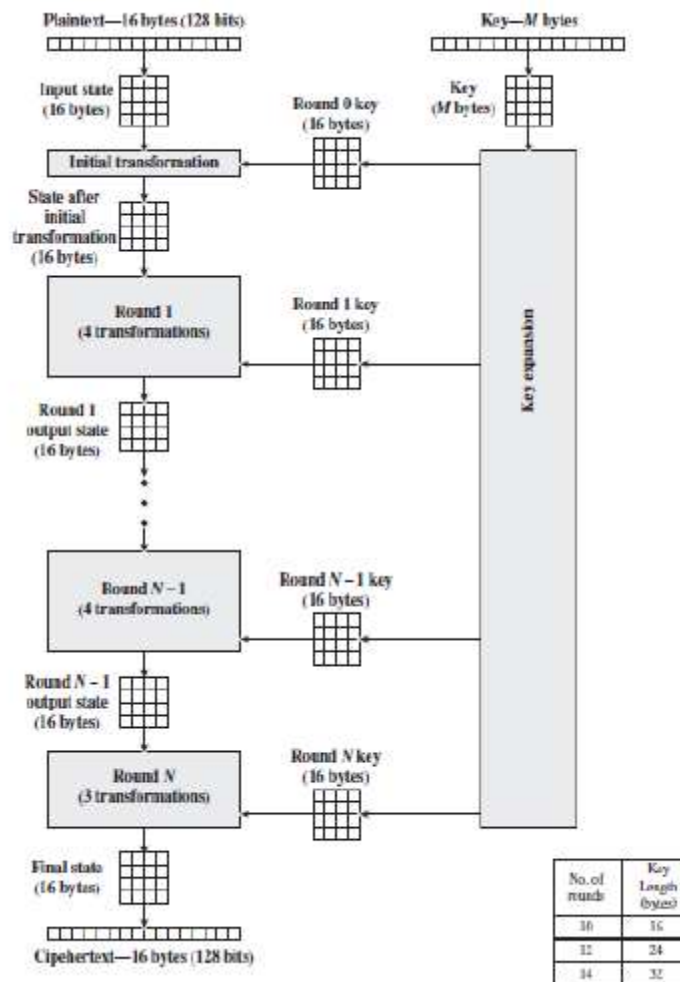 Plaintext—16 bytes (128 bits)
Key—M bytes
Input state
(16 bytes)
Key
(M bytes)
Round 0 key
(16 bytes)
Initial transformation
State after
initial
transformation
(16 bytes)
Round 1
(4 transformations)
Round 1 key
(16 bytes)
Key expansion
Round 1
output state
(16 bytes)
Round N – 1
(4 transformations)
Round N – 1 key
(16 bytes)
Round N – 1
output state
(16 bytes)
Round N
(3 transformations)
Round N key
(16 bytes)
Final state
(16 bytes)
Cipehertext—16 bytes (128 bits)
No. of
rounds
Key
Length
(bytes)
10 16
12 24
14 32